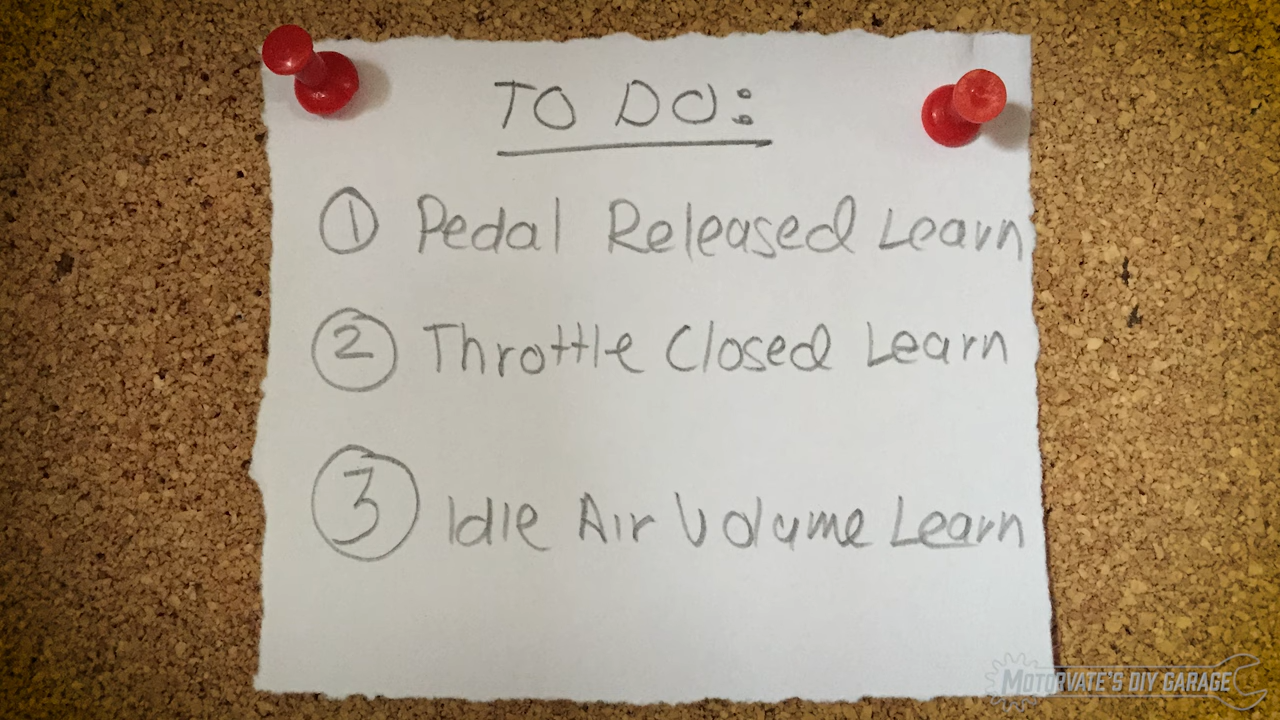 TO DO:
1 Pedal Released Learn
2 Throttle Closed Learn
3 Idle Air Volume Learn
MOTORVATE'S DIY GARAGE